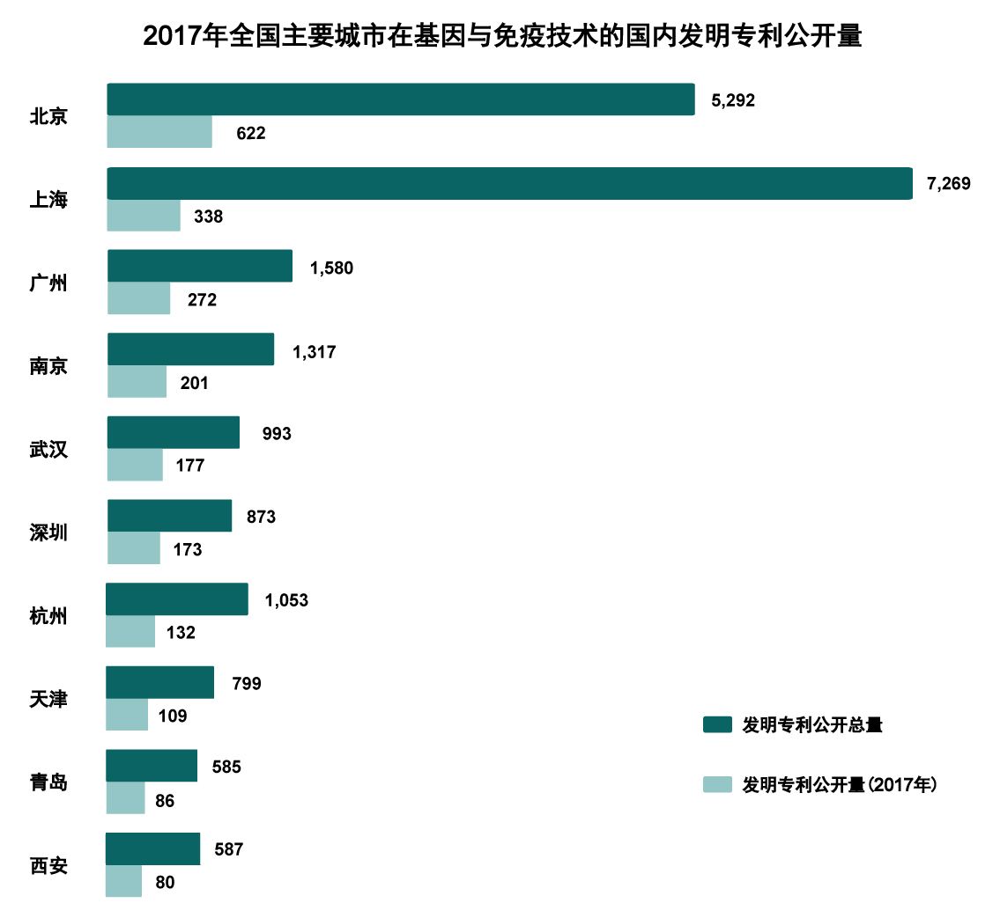 2017年全国主要城市在基因与免疫技术的国内发明专利公开量
北京
5,292
622
上海
7,269
338
广州
1,580
272
南京
1,317
201
武汉
993
177
深圳
873
173
杭州
1,053
132
天津
799
109
青岛
585
86
西安
587
80
发明专利公开总量
发明专利公开量(2017年)